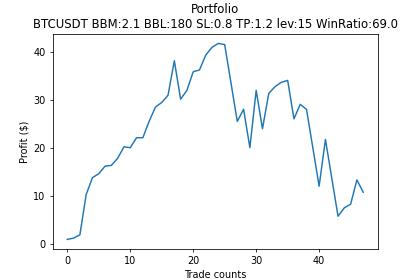 Portfolio
BTCUSDT BBM:2.1 BBL:180 SL:0.8 TP:1.2 lev:15 WinRatio:69.0
40
30
20
10
0
Profit ($)
0 10 20 30 40
Trade counts